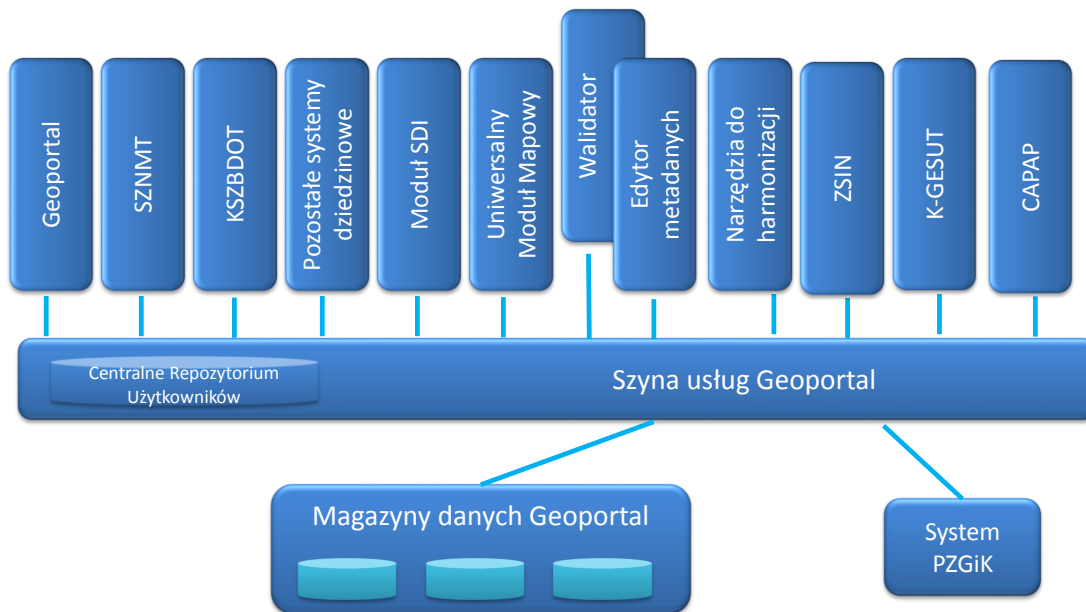 Geoportal
SZNMT
KSZBDOT
Pozostałe systemy
dziedzinowe
Moduł SDI
Uniwersalny
Moduł Mapowy
Walidator
Edytor
metadanych
Narzędzia do
harmonizacji
ZSIN
K-GESUT
CAPAP
Centralne Repozytorium
Użytkowników
Szyna usług Geoportal
Magazyny danych Geoportal
System
PZGiK